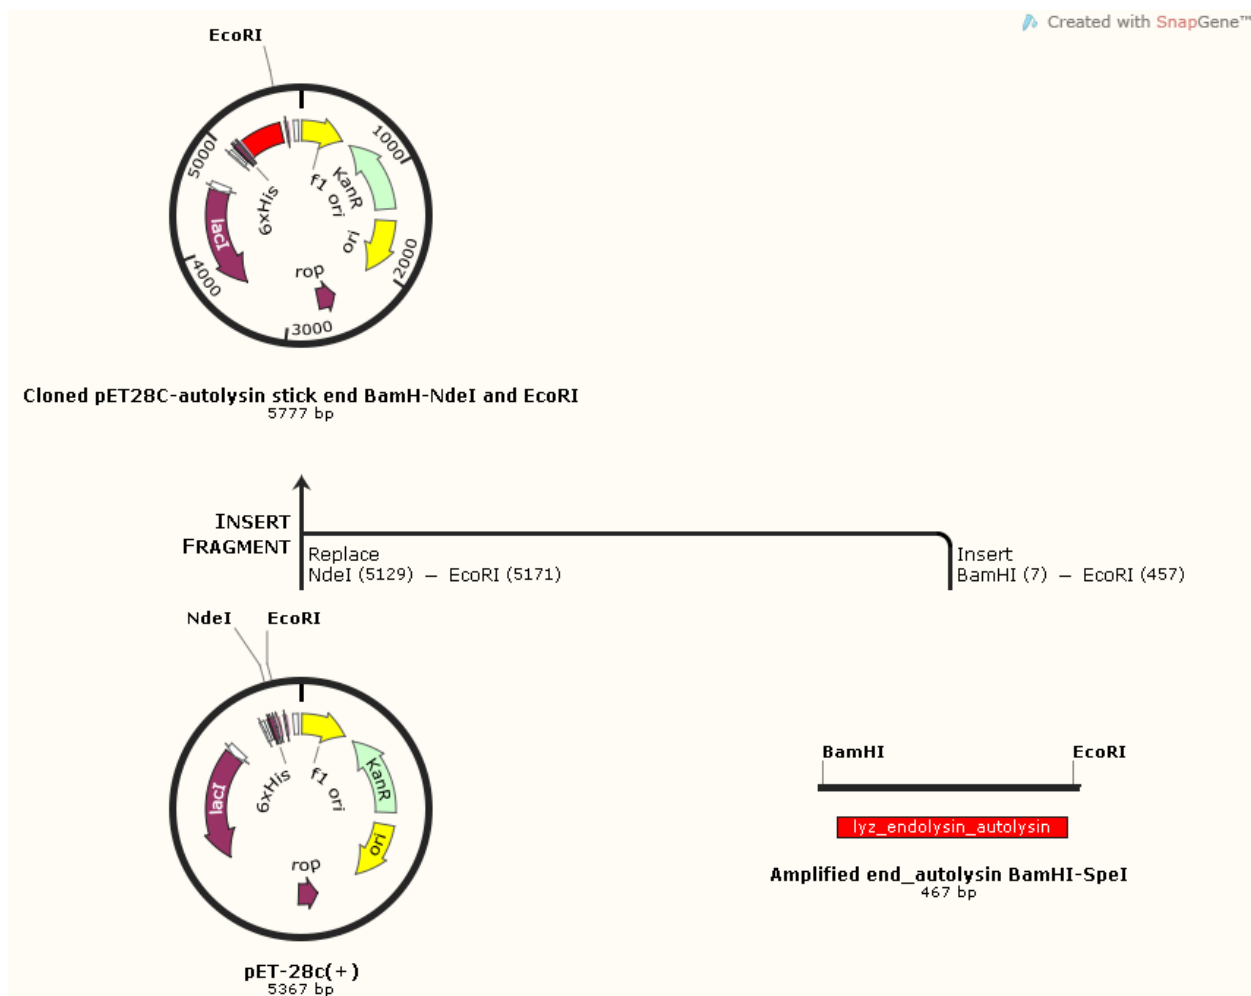 Created with SnapGene™
EcoRI
1000
2000
3000
4000
5000
f1 ori
KanR
ori
rop
lacI
6xHis
Cloned pET28C-autolysin stick end BamH-NdeI and EcoRI
5777 bp
INSERT
FRAGMENT
Replace
NdeI (5129) – EcoRI (5171)
Insert
BamHI (7) – EcoRI (457)
NdeI EcoRI
f1 ori
KanR
ori
rop
lacI
6xHis
pET-28c(+)
5367 bp
BamHI EcoRI
lyz_endolysin_autolysin
Amplified end_autolysin BamHI-SpeI
467 bp